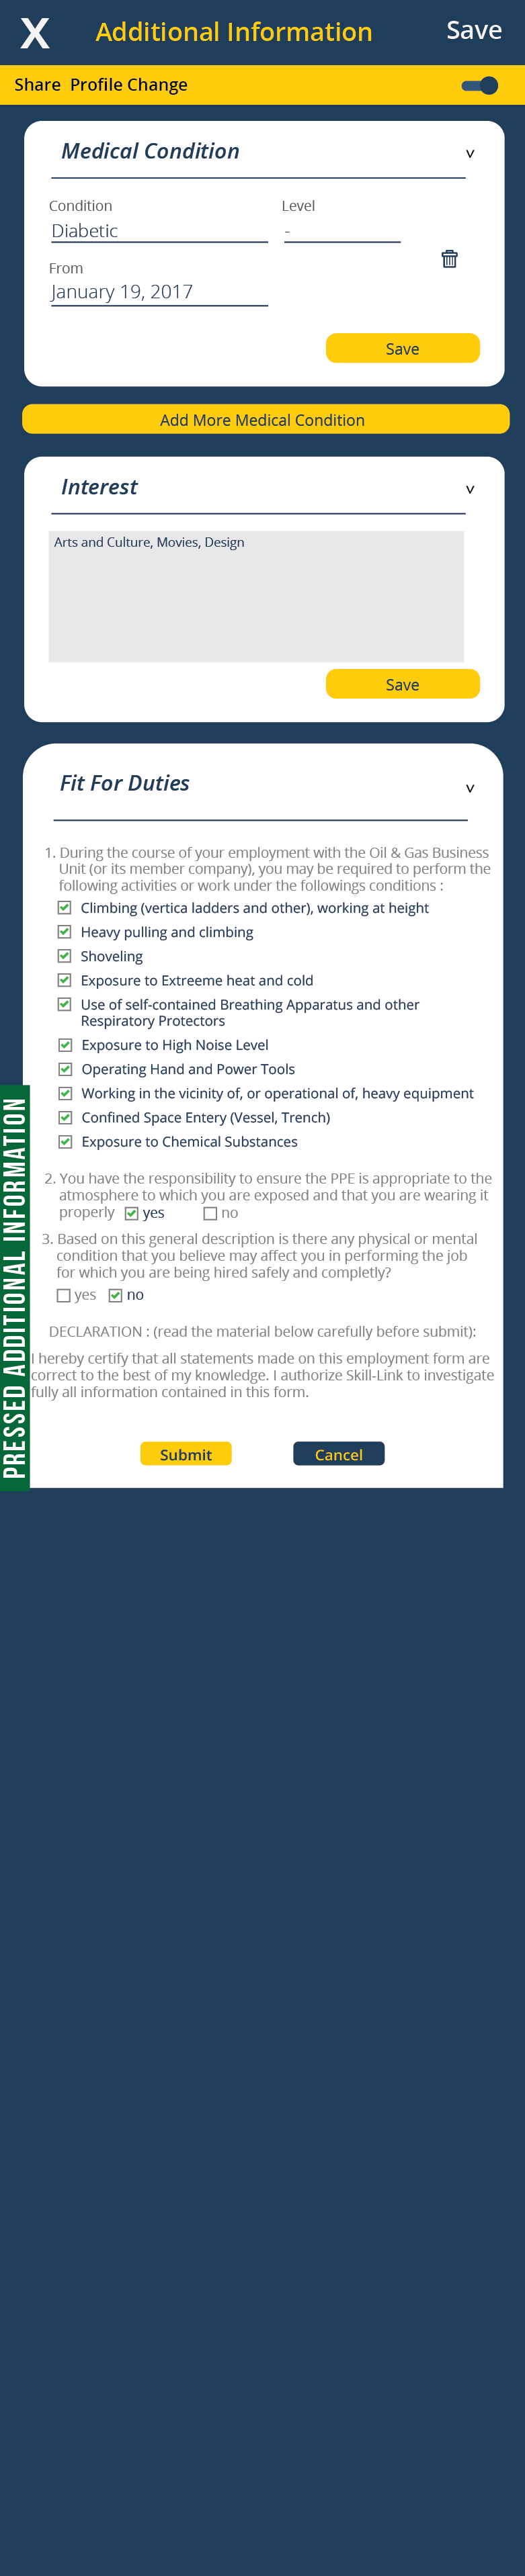 X Additional Information Save
Share Profile Change
Medical Condition v
Condition Level
Diabetic -
From
January 19, 2017
Save
Add More Medical Condition
Interest v
Arts and Culture, Movies, Design
Save
Fit For Duties v
1. During the course of your employment with the Oil & Gas Business
Unit (or its member company), you may be required to perform the
following activities or work under the followings conditions :
Climbing (vertica ladders and other), working at height
Heavy pulling and climbing
Shoveling
Exposure to Extreeme heat and cold
Use of self-contained Breathing Apparatus and other
Respiratory Protectors
Exposure to High Noise Level
Operating Hand and Power Tools
Working in the vicinity of, or operational of, heavy equipment
Confined Space Entery (Vessel, Trench)
Exposure to Chemical Substances
2. You have the responsibility to ensure the PPE is appropriate to the
atmosphere to which you are exposed and that you are wearing it
properly yes no
3. Based on this general description is there any physical or mental
condition that you believe may affect you in performing the job
for which you are being hired safely and completly?
yes no
DECLARATION : (read the material below carefully before submit):
I hereby certify that all statements made on this employment form are
correct to the best of my knowledge. I authorize Skill-Link to investigate
fully all information contained in this form.
Submit Cancel
PRESSED ADDITIONAL INFORMATION